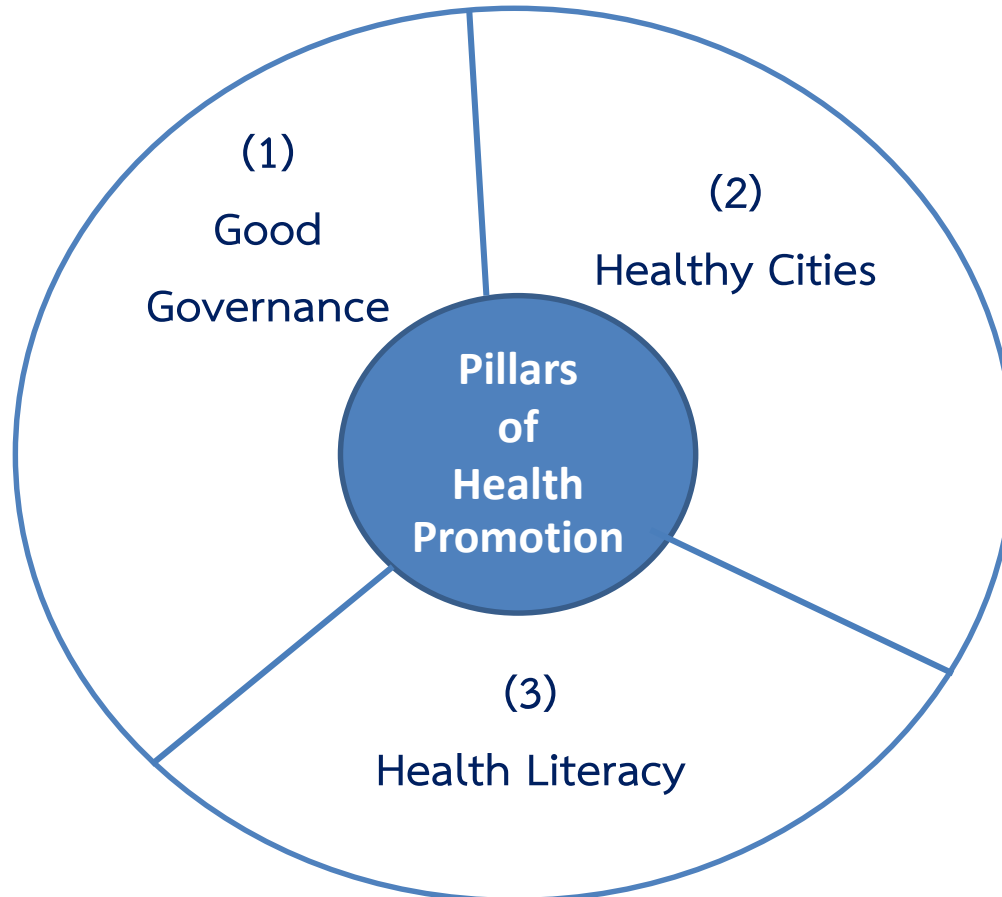 (1)
Good
Governance
(2)
Healthy Cities
Pillars
of
Health
Promotion
(3)
Health Literacy